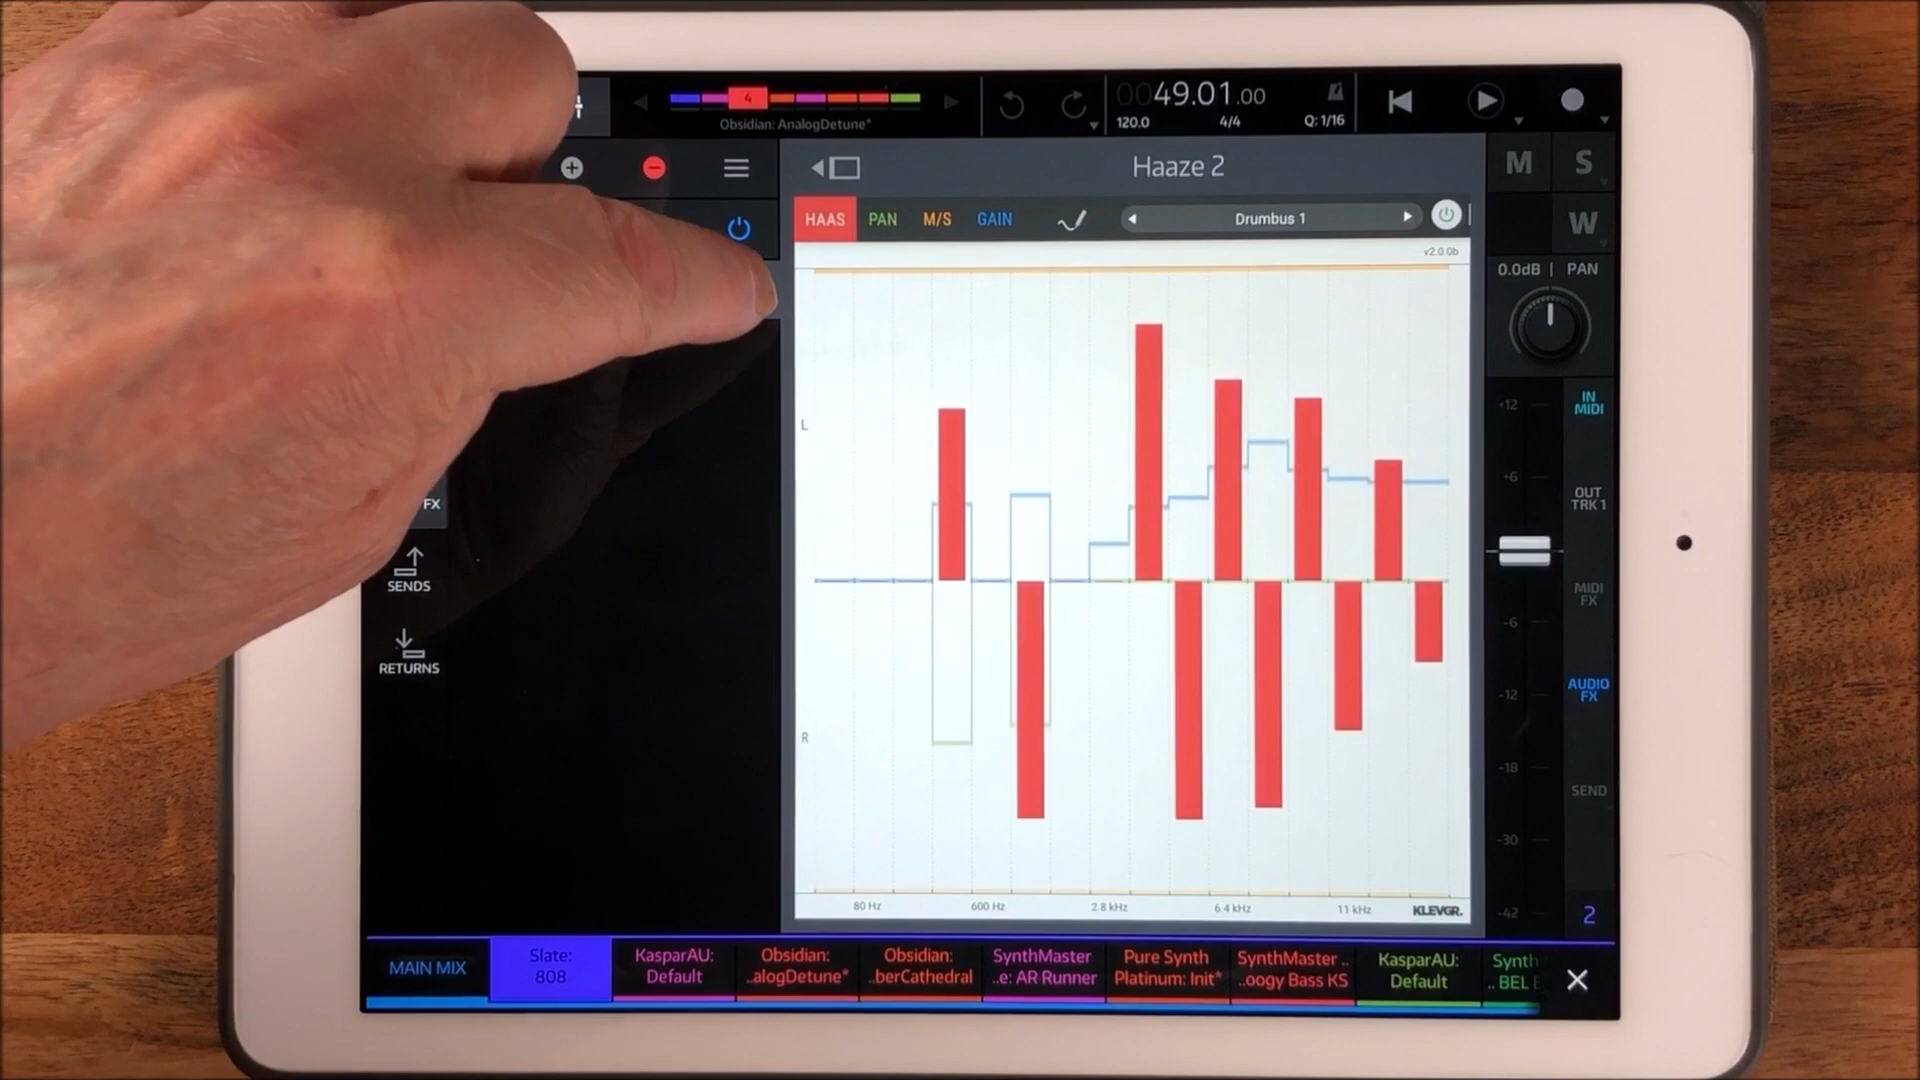 4
Obsidian: AnalogDetune*
0049.01.00
120.0 4/4 Q: 1/16
Haaze 2
M S
HAAS PAN M/S GAIN Drumbus 1
W
v2.0.0b
0.0dB | PAN
L
R
+12
+6
-6
-12
-18
-30
-42
IN
MIDI
OUT
TRK 1
MIDI
FX
AUDIO
FX
SEND
2
FX
SENDS
RETURNS
80 Hz 600 Hz 2.8 kHz 6.4 kHz 11 kHz KLEVGR.
MAIN MIX
Slate:
808
KasparAU:
Default
Obsidian:
..alogDetune*
Obsidian:
..berCathedral
SynthMaster
..e: AR Runner
Pure Synth
Platinum: Init*
SynthMaster ..
..oogy Bass KS
KasparAU:
Default
Synth
.. BEL